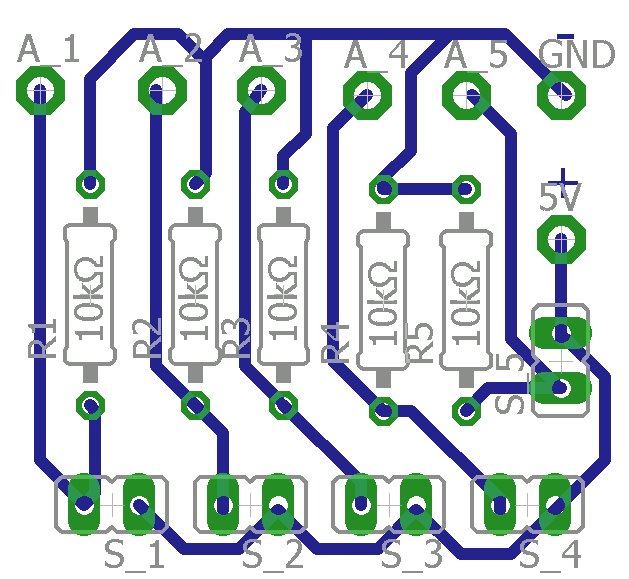 A_1 A_2 A_3 A_4 A_5 GND
-
+
5V
10kΩ 10kΩ 10kΩ 10kΩ 10kΩ
R1 R2 R3 R4 R5
S_5
S_1 S_2 S_3 S_4